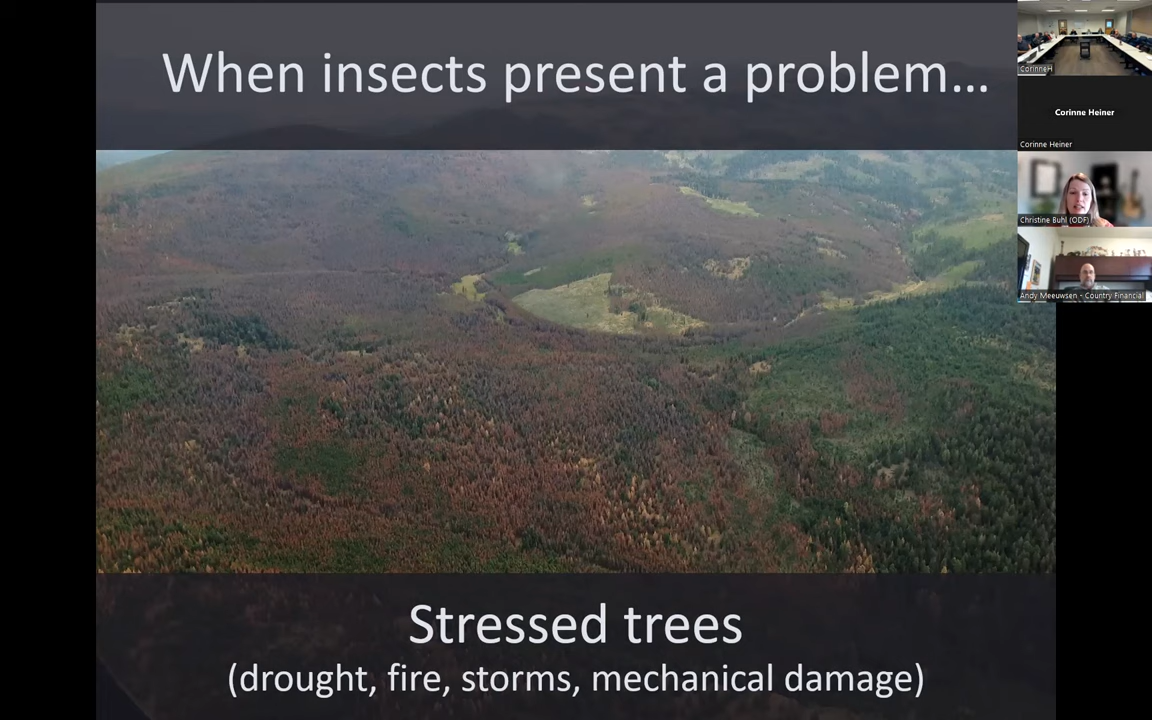 When insects present a problem...
CorinneH
Corinne Heiner
Corinne Heiner
Christine Buhl (ODF)
Andy Meeuwsen - Country Financial
Stressed trees
(drought, fire, storms, mechanical damage)